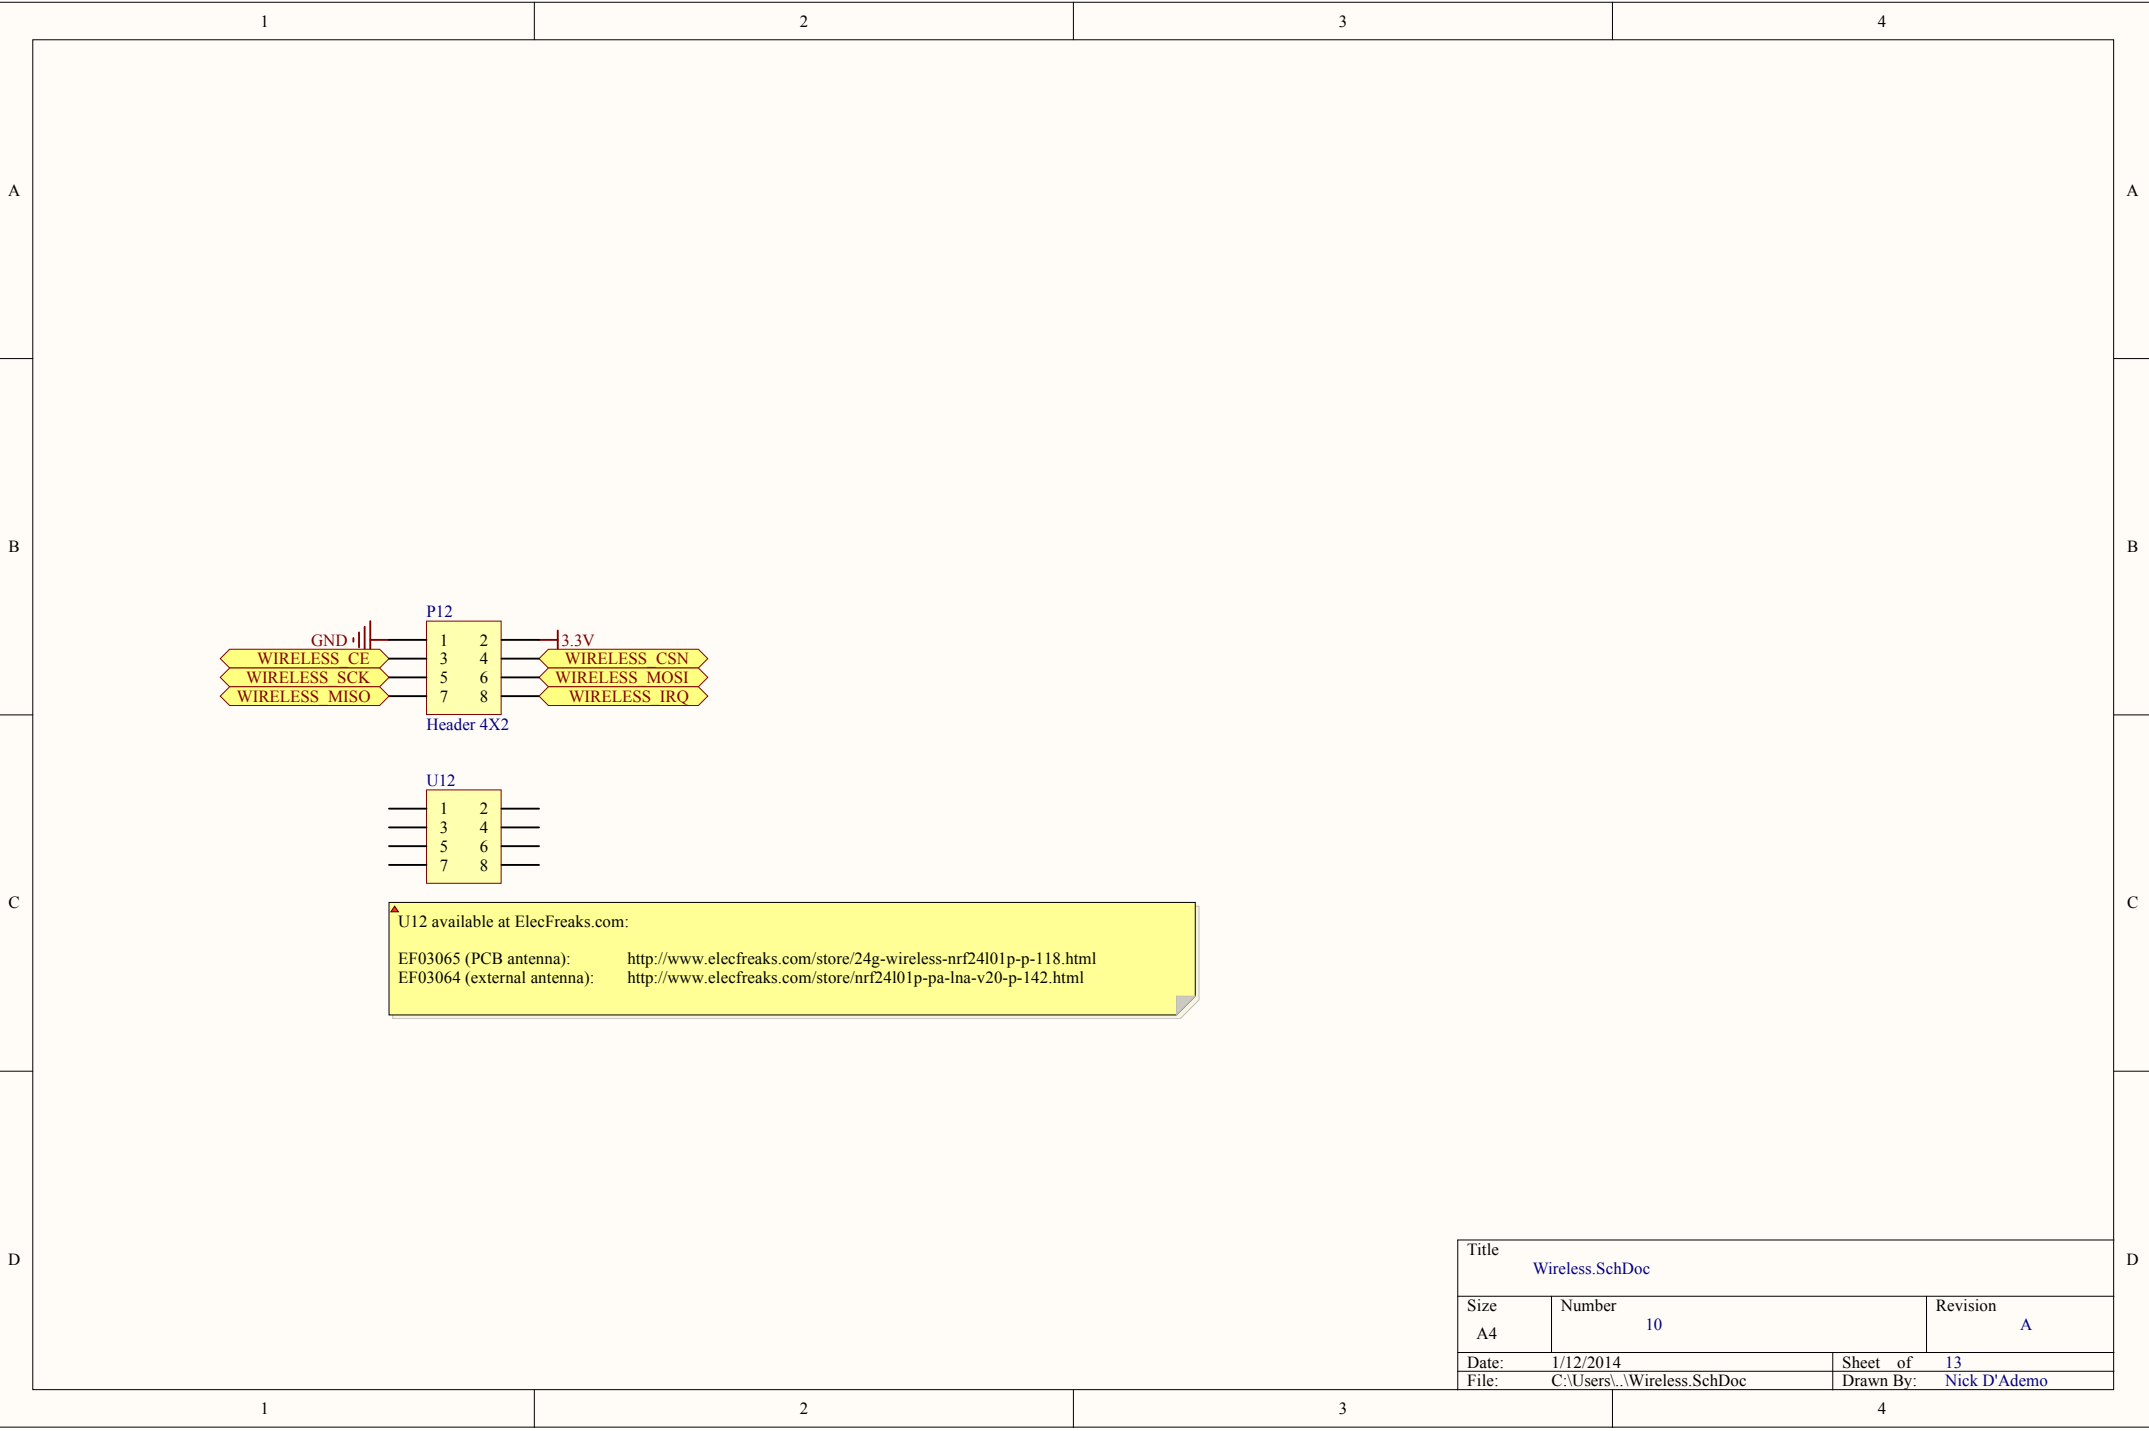 1 2 3 4
A A
B B
P12
GND 1 2 3.3V
WIRELESS_CE 3 4 WIRELESS_CSN
WIRELESS_SCK 5 6 WIRELESS_MOSI
WIRELESS_MISO 7 8 WIRELESS_IRQ
Header 4X2
U12
1 2
3 4
5 6
7 8
C C
U12 available at ElecFreaks.com:
EF03065 (PCB antenna): http://www.elecfreaks.com/store/24g-wireless-nrf24l01p-p-118.html
EF03064 (external antenna): http://www.elecfreaks.com/store/nrf24l01p-pa-lna-v20-p-142.html
D D
Title
Wireless.SchDoc
Size Number Revision
A4 10 A
Date: 1/12/2014 Sheet of 13
File: C:\Users\..\Wireless.SchDoc Drawn By: Nick D'Ademo
1 2 3 4